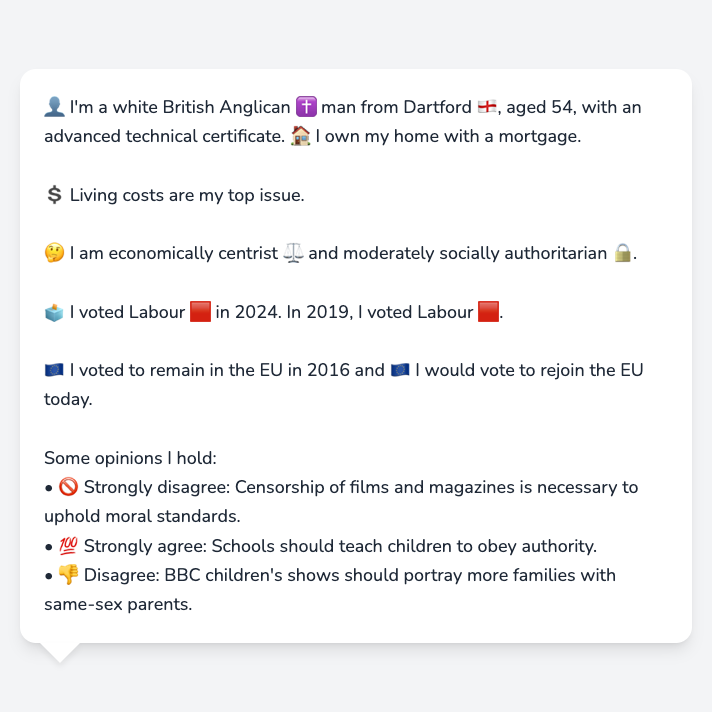 👤 I'm a white British Anglican ✝️ man from Dartford 🏴󠁧󠁢󠁥󠁮󠁧󠁿, aged 54, with an
advanced technical certificate. 🏠 I own my home with a mortgage.
💲 Living costs are my top issue.
🤔 I am economically centrist ⚖️ and moderately socially authoritarian 🔒.
🗳️ I voted Labour 🟥 in 2024. In 2019, I voted Labour 🟥.
🇪🇺 I voted to remain in the EU in 2016 and 🇪🇺 I would vote to rejoin the EU
today.
Some opinions I hold:
• 🚫 Strongly disagree: Censorship of films and magazines is necessary to
uphold moral standards.
• 💯 Strongly agree: Schools should teach children to obey authority.
• 👎 Disagree: BBC children's shows should portray more families with
same-sex parents.